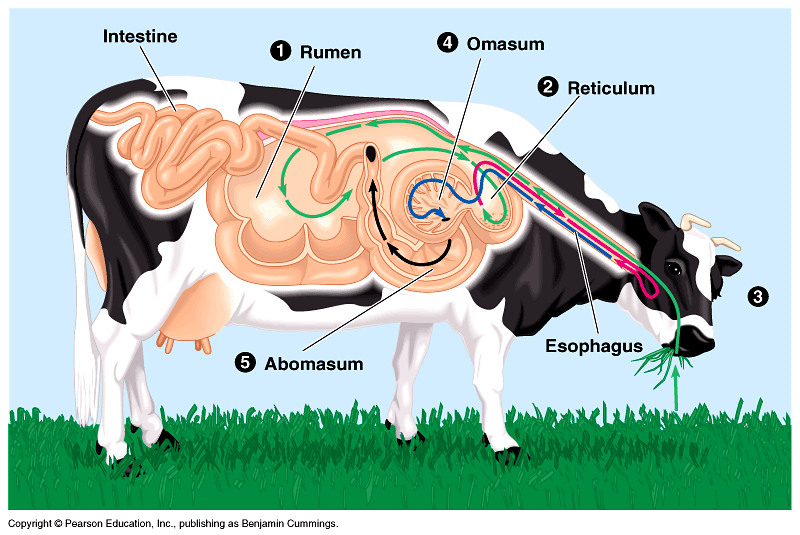 Intestine
1 Rumen
4 Omasum
2 Reticulum
3
Esophagus
5 Abomasum
Copyright © Pearson Education, Inc., publishing as Benjamin Cummings.